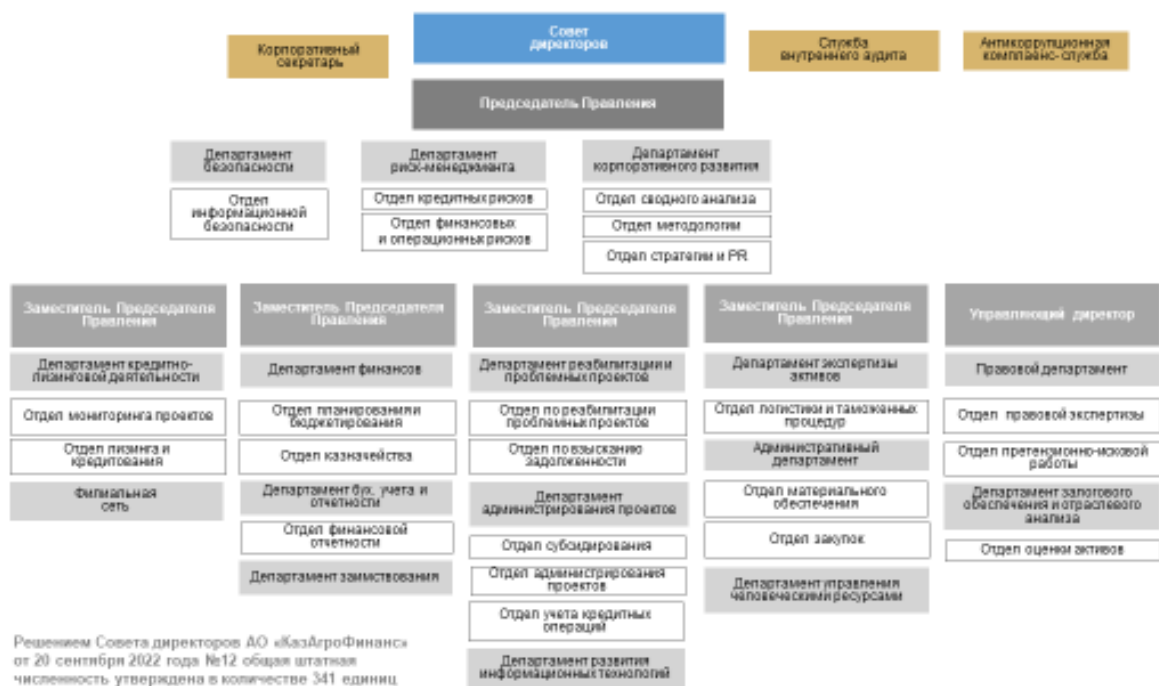 Совет
директоров
Корпоративный
секретарь
Служба
внутреннего аудита
Антикоррупционная
комплаенс- служба
Председатель Правления
Департамент
безопасности
Отдел
информационной
безопасности
Департамент
риск-менеджмента
Отдел кредитных рисков
Отдел финансовых
и операционных рисков
Департамент
корпоративного развития
Отдел сводного анализа
Отдел методологии
Отдел стратегии и PR
Заместитель Председателя
Правления
Департамент кредитно-
лизинговой деятельности
Отдел мониторинга проектов
Отдел лизинга и
кредитования
Филиальная
сеть
Заместитель Председателя
Правления
Департамент финансов
Отдел планирования и
бюджетирования
Отдел казначейства
Департамент бух. учета и
отчетности
Отдел финансовой
отчетности
Департамент заимствования
Заместитель Председателя
Правления
Департамент реабилитации и
проблемных проектов
Отдел по реабилитации
проблемных проектов
Отдел по взысканию
задолженности
Департамент
администрирования проектов
Отдел субсидирования
Отдел администрирования
проектов
Отдел учета кредитных
операций
Департамент развития
информационных технологий
Заместитель Председателя
Правления
Департамент экспертизы
активов
Отдел логистики и таможенных
процедур
Административный
департамент
Отдел материального
обеспечения
Отдел закупок
Департамент управления
человеческими ресурсами
Управляющий директор
Правовой департамент
Отдел правовой экспертизы
Отдел претензионно-исковой
работы
Департамент залогового
обеспечения и отраслевого
анализа
Отдел оценки активов
Решением Совета директоров АО «КазАгроФинанс»
от 20 сентября 2022 года №12 общая штатная
численность утверждена в количестве 341 единиц